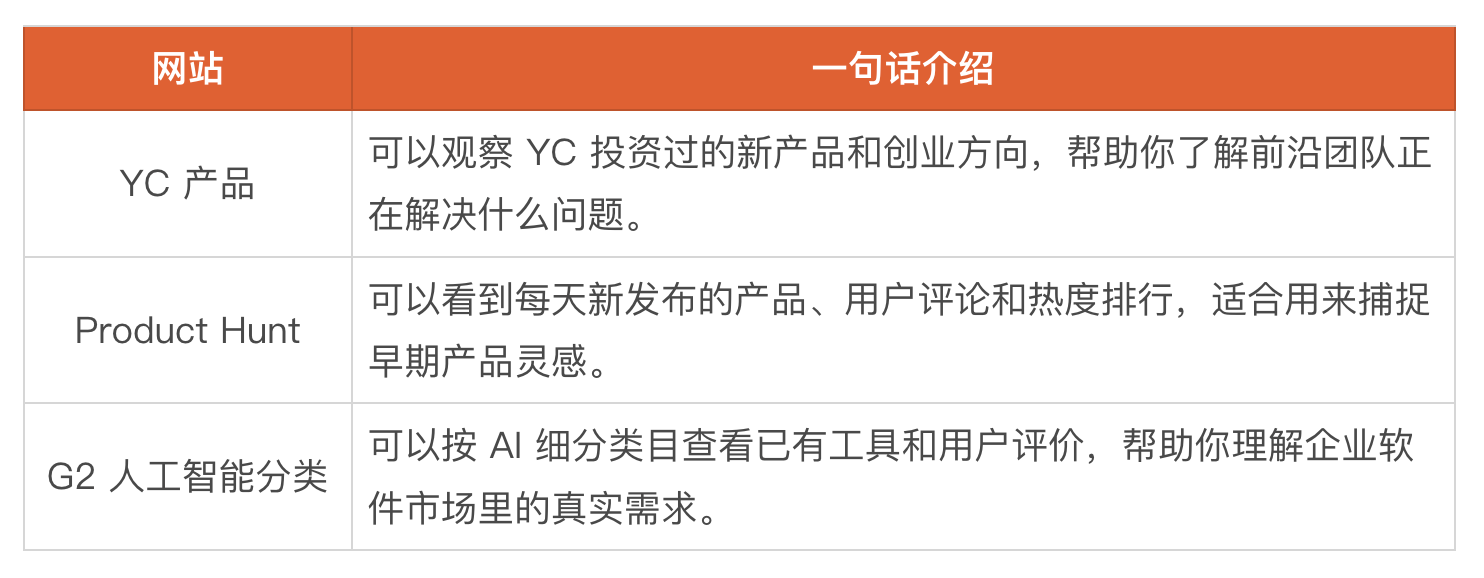 网站
一句话介绍
YC 产品
可以观察 YC 投资过的新产品和创业方向，帮助你了解前沿团队正
在解决什么问题。
Product Hunt
可以看到每天新发布的产品、用户评论和热度排行，适合用来捕捉
早期产品灵感。
G2 人工智能分类
可以按 AI 细分类目查看已有工具和用户评价，帮助你理解企业软
件市场里的真实需求。